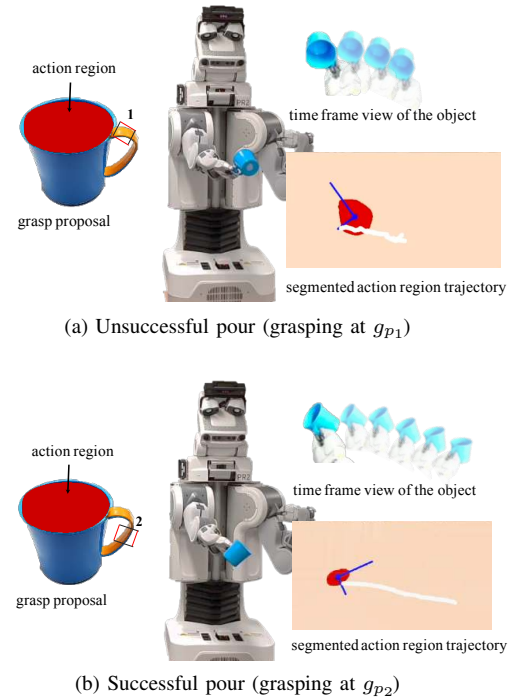 action region
1
grasp proposal
PR2
time frame view of the object
segmented action region trajectory
(a) Unsuccessful pour (grasping at g_{p_1})
action region
2
grasp proposal
PR2
time frame view of the object
segmented action region trajectory
(b) Successful pour (grasping at g_{p_2})